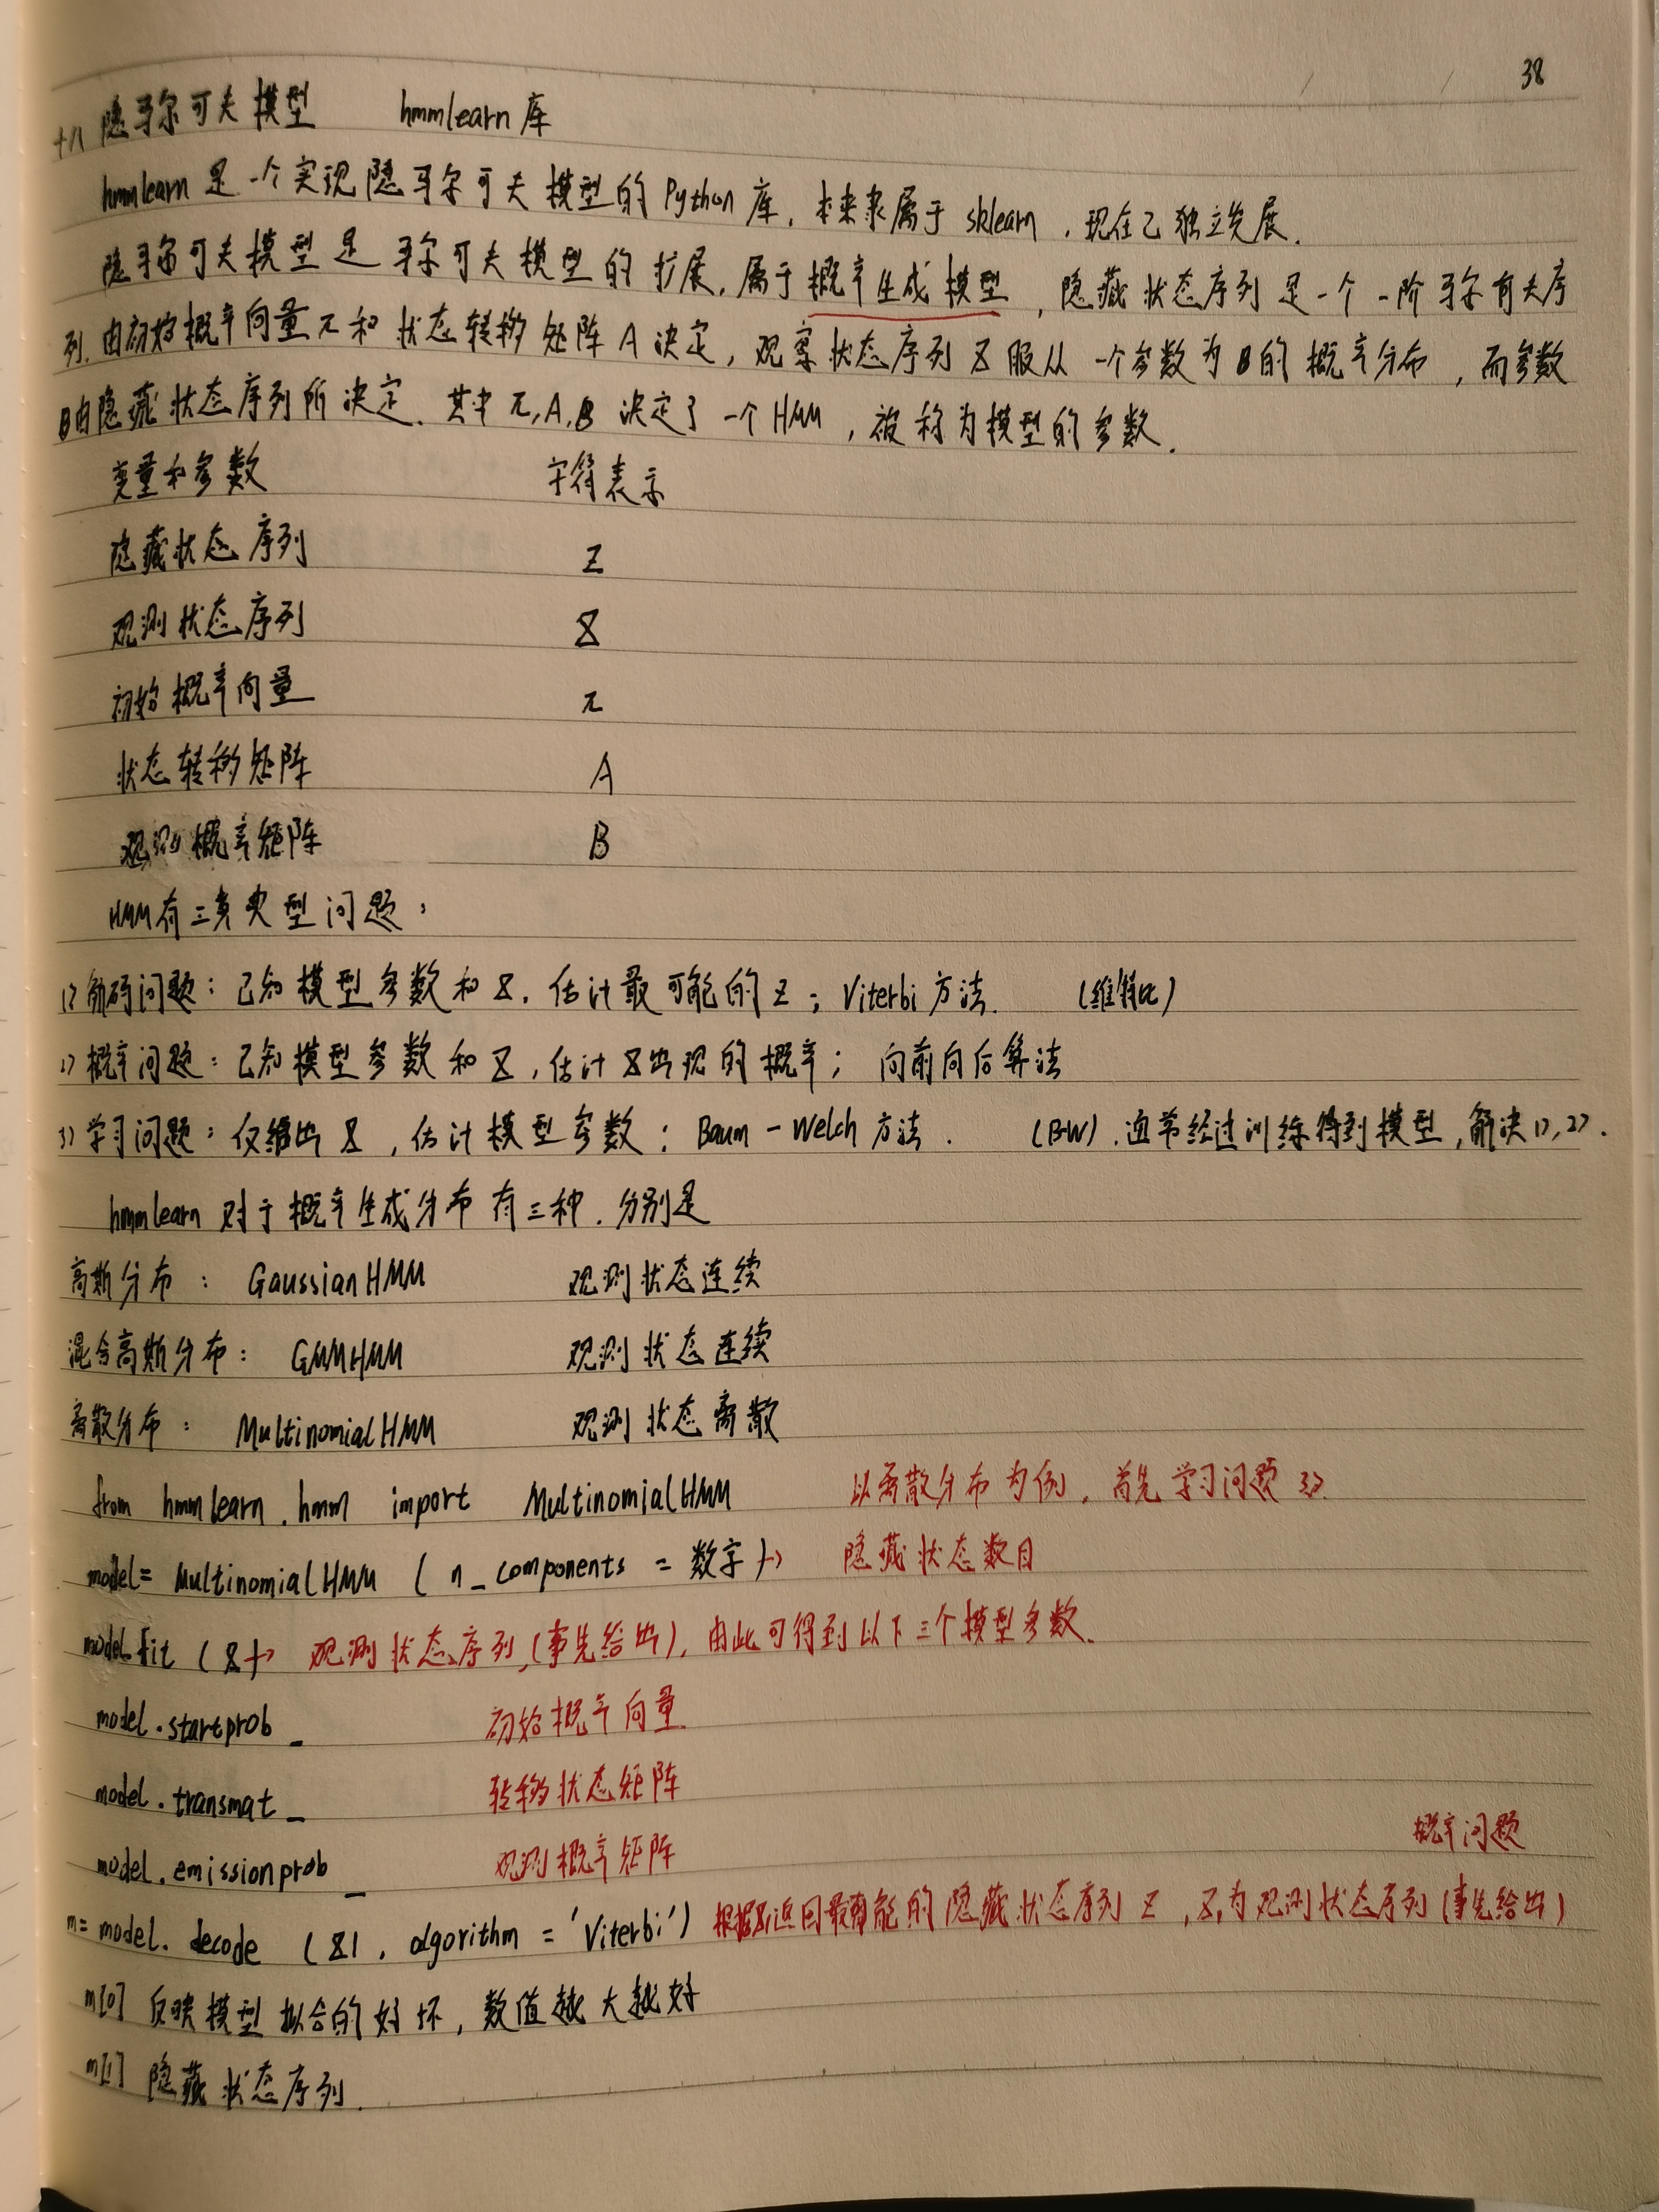 38
十八 隐马尔可夫模型 hmmlearn库
hmmlearn是一个实现隐马尔可夫模型的Python库，本来隶属于sklearn，现在已独立发展.
隐马尔可夫模型是马尔可夫模型的扩展，属于概率生成模型，隐藏状态序列是一个一阶马尔可夫序
列，由初始概率向量π和状态转移矩阵A决定，观察状态序列X服从一个参数为B的概率分布，而参数
B由隐藏状态序列所决定. 其中π,A,B决定了一个HMM，被称为模型的参数.
变量和参数 字符表示
隐藏状态序列 Z
观测状态序列 X
初始概率向量 π
状态转移矩阵 A
观测概率矩阵 B
HMM有三类典型问题：
1) 解码问题：已知模型参数和X，估计最可能的Z；Viterbi方法. (维特比)
2) 概率问题：已知模型参数和X，估计X出现的概率；向前向后算法
3) 学习问题：仅给出X，估计模型参数；Baum-Welch方法. (BW). 通常经过训练得到模型，解决1),2).
hmmlearn对于概率生成分布有三种，分别是
高斯分布： GaussianHMM 观测状态连续
混合高斯分布： GMMHMM 观测状态连续
离散分布： MultinomialHMM 观测状态离散
from hmmlearn.hmm import MultinomialHMM 以离散分布为例，首先学习问题3).
model= MultinomialHMM ( n_components = 数字)→ 隐藏状态数目
model.fit (X)→ 观测状态序列,(事先给出)，由此可得到以下三个模型参数.
model.startprob_ 初始概率向量.
model.transmat_ 转移状态矩阵
model.emissionprob_ 观测概率矩阵
概率问题
m= model.decode (X1, algorithm = 'Viterbi') 根据X1返回最可能的隐藏状态序列Z，X1为观测状态序列(事先给出)
m[0] 反映模型拟合的好坏，数值越大越好
m[1] 隐藏状态序列.